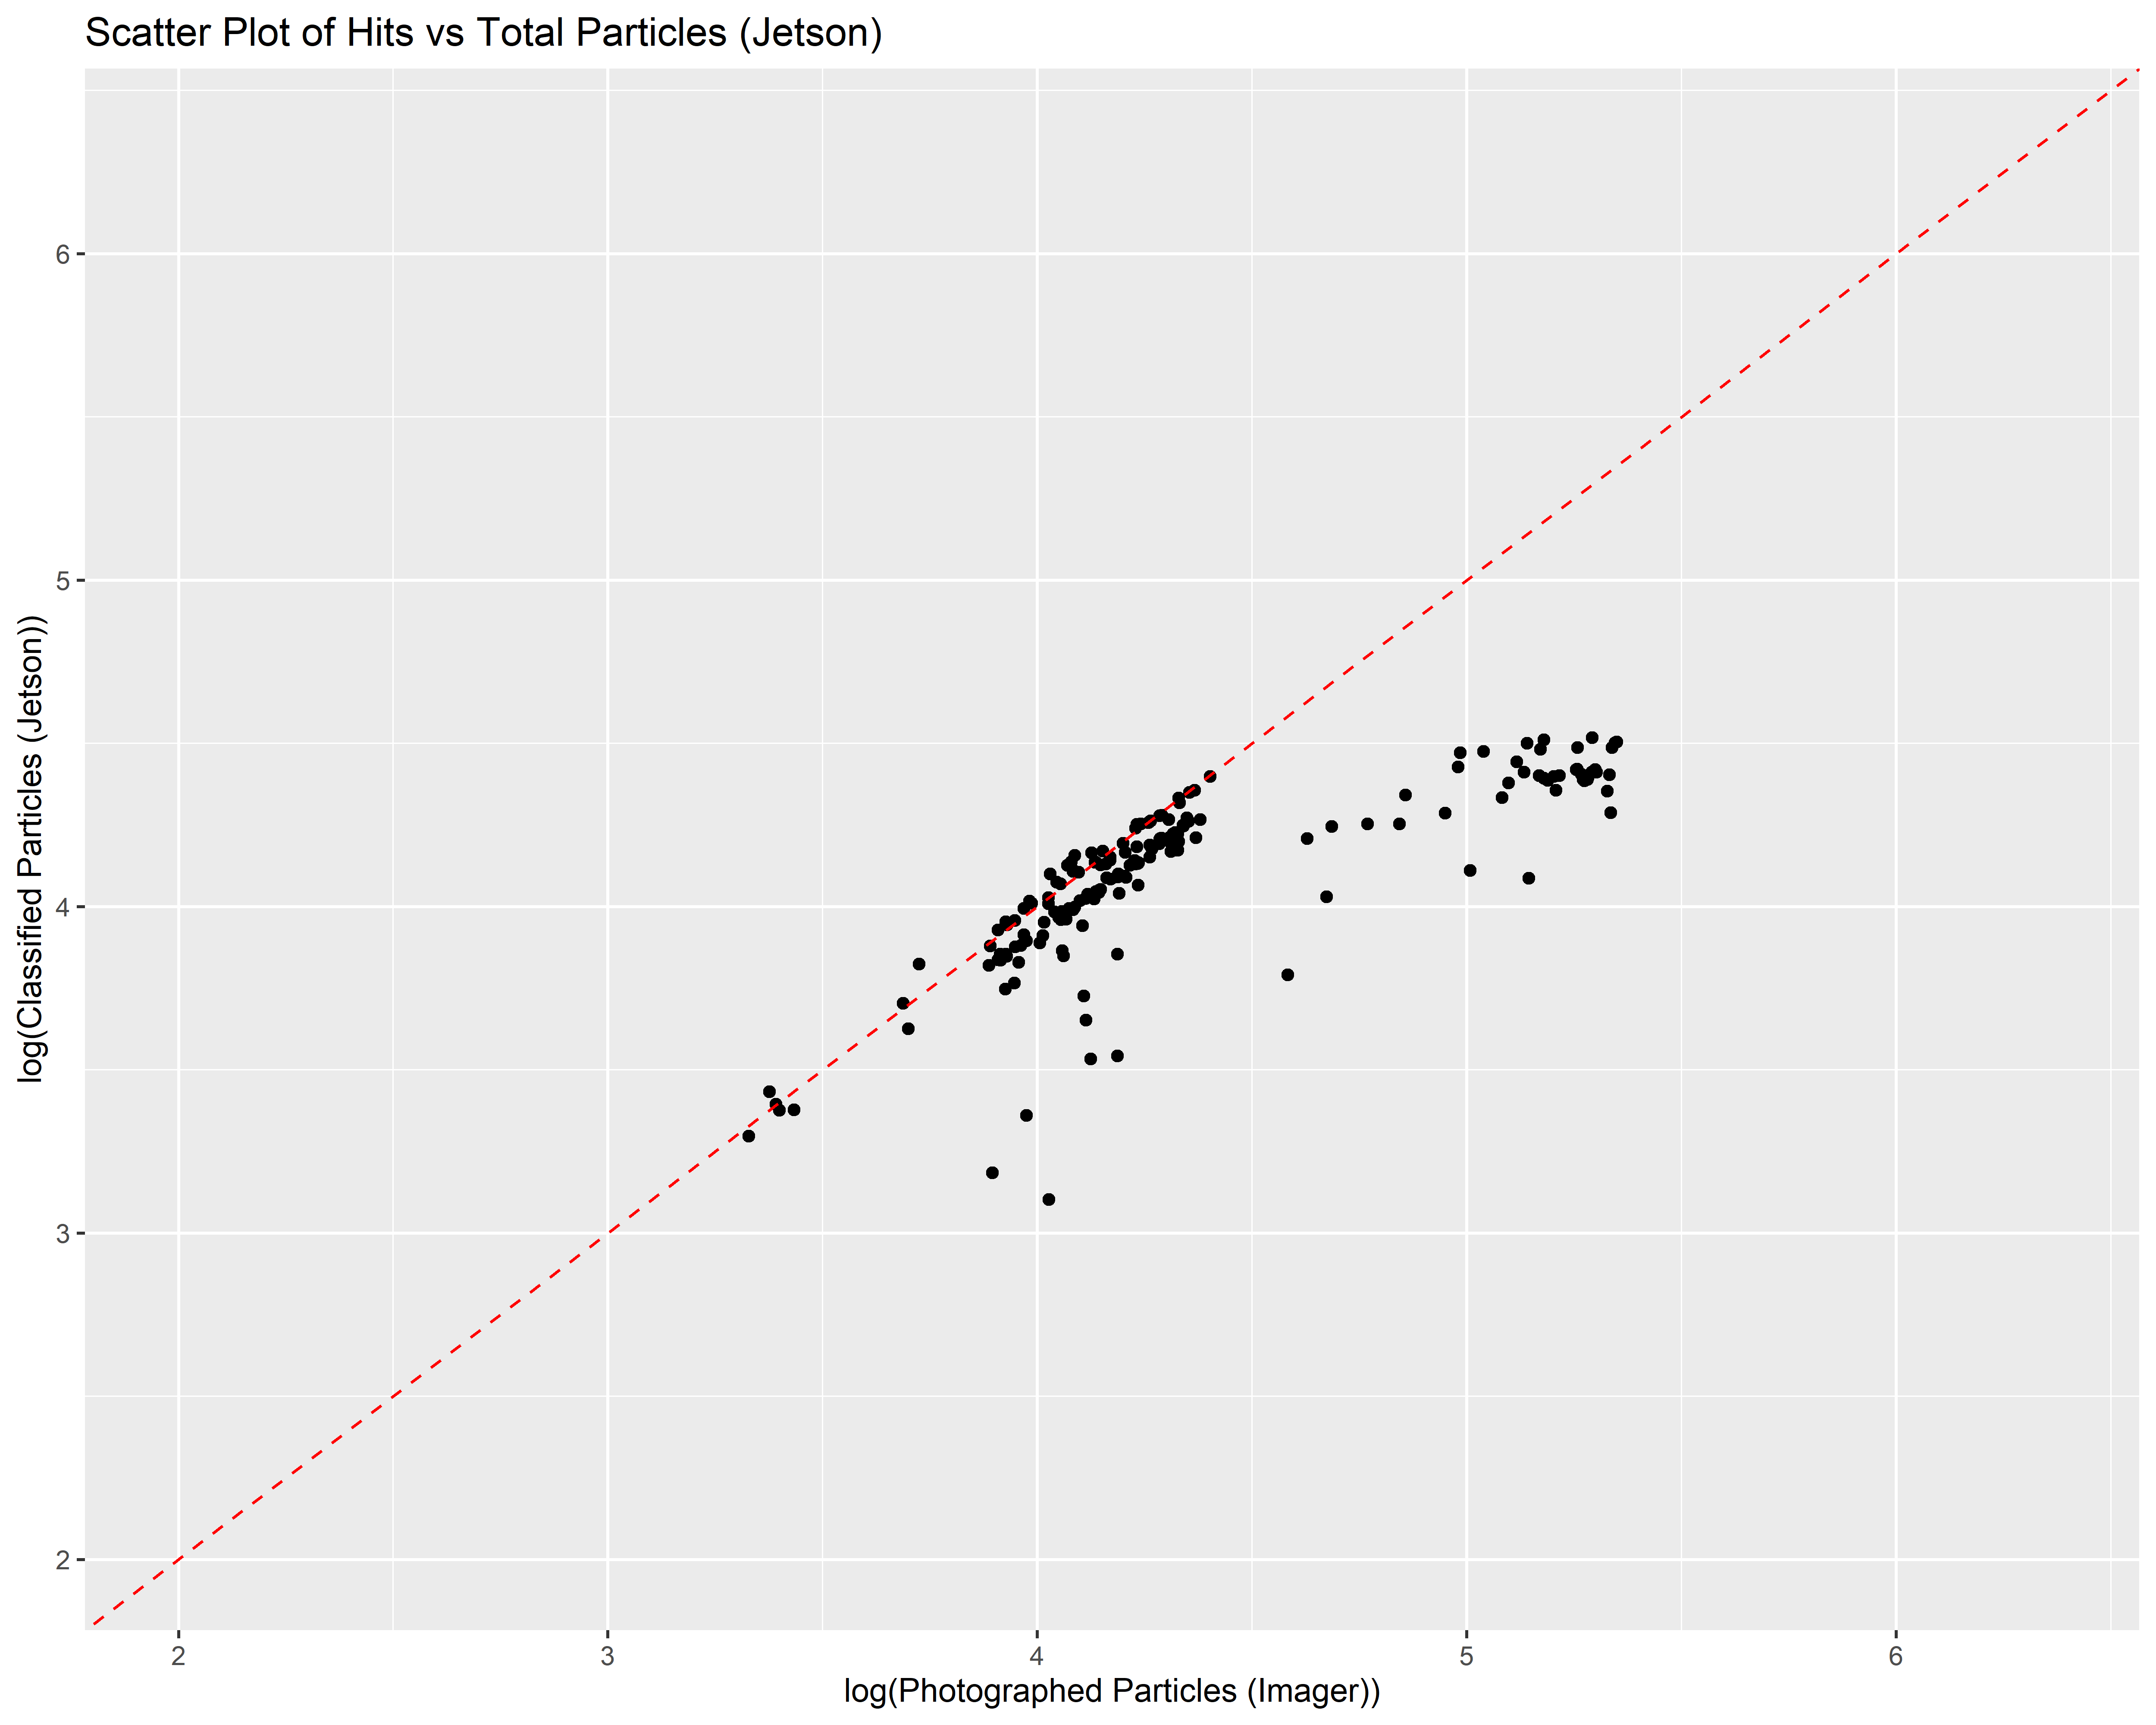 Scatter Plot of Hits vs Total Particles (Jetson)
log(Classified Particles (Jetson))
6
5
4
3
2
2 3 4 5 6
log(Photographed Particles (Imager))